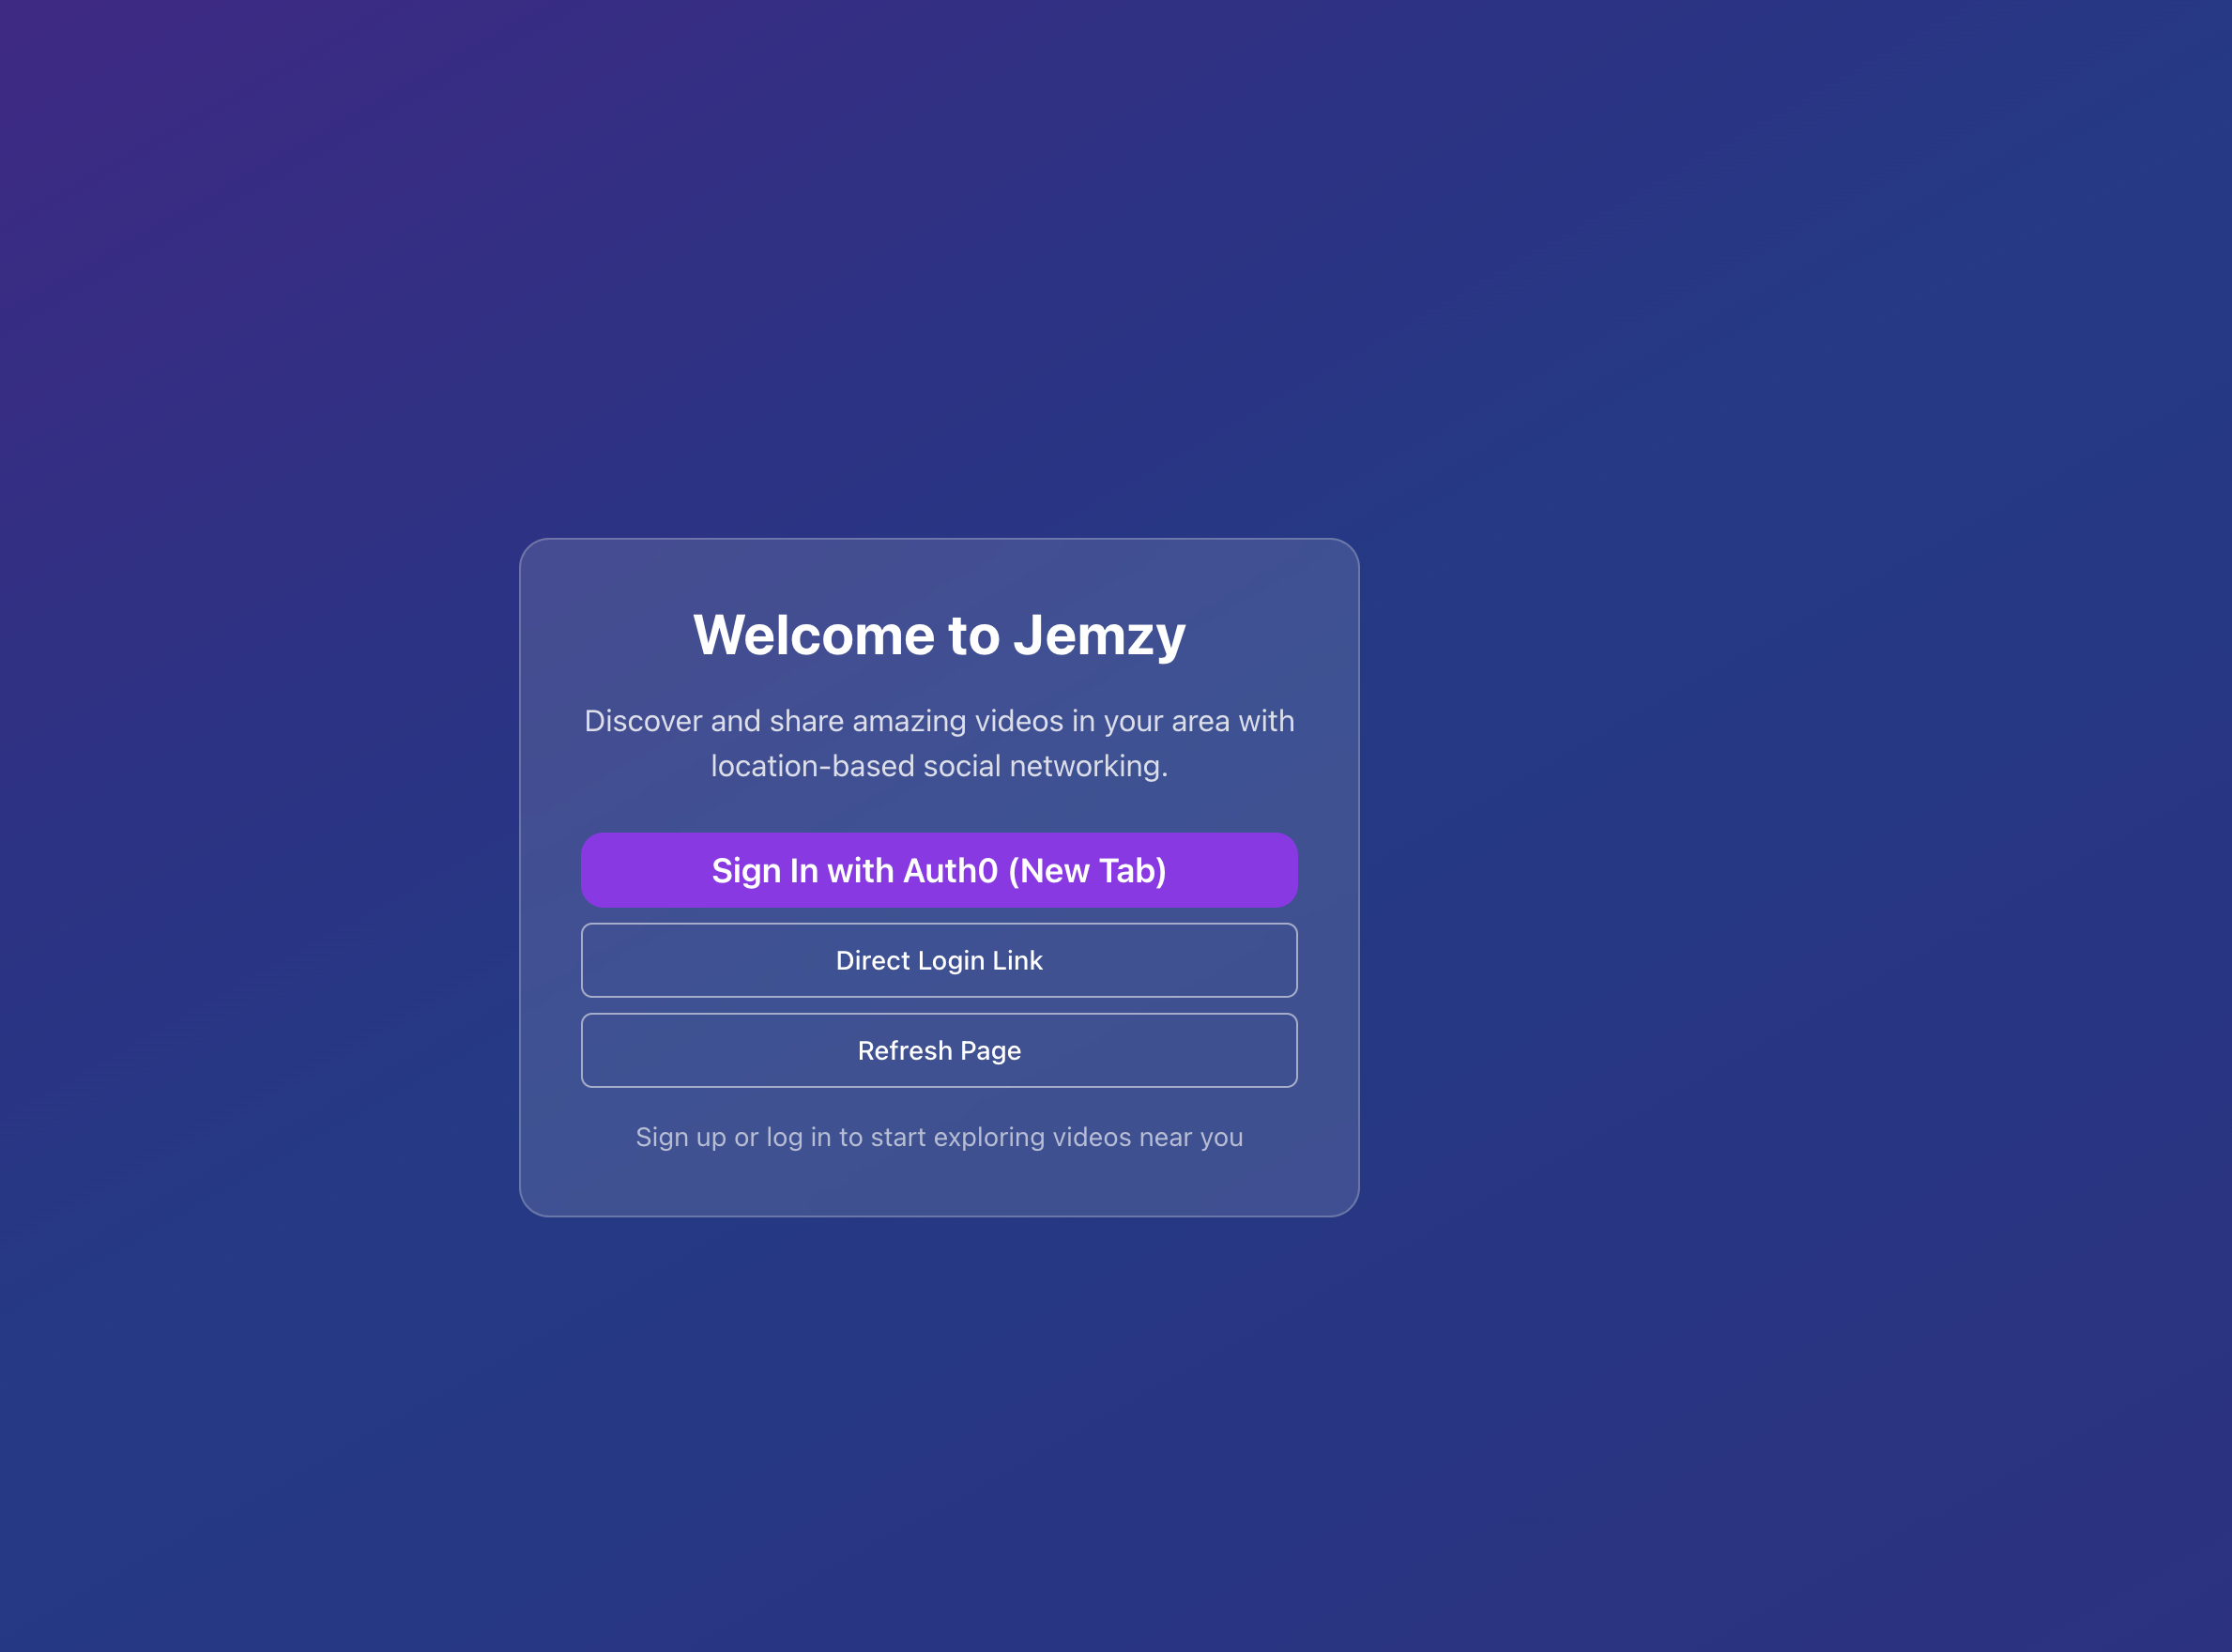 Welcome to Jemzy
Discover and share amazing videos in your area with
location-based social networking.
Sign In with Auth0 (New Tab)
Direct Login Link
Refresh Page
Sign up or log in to start exploring videos near you